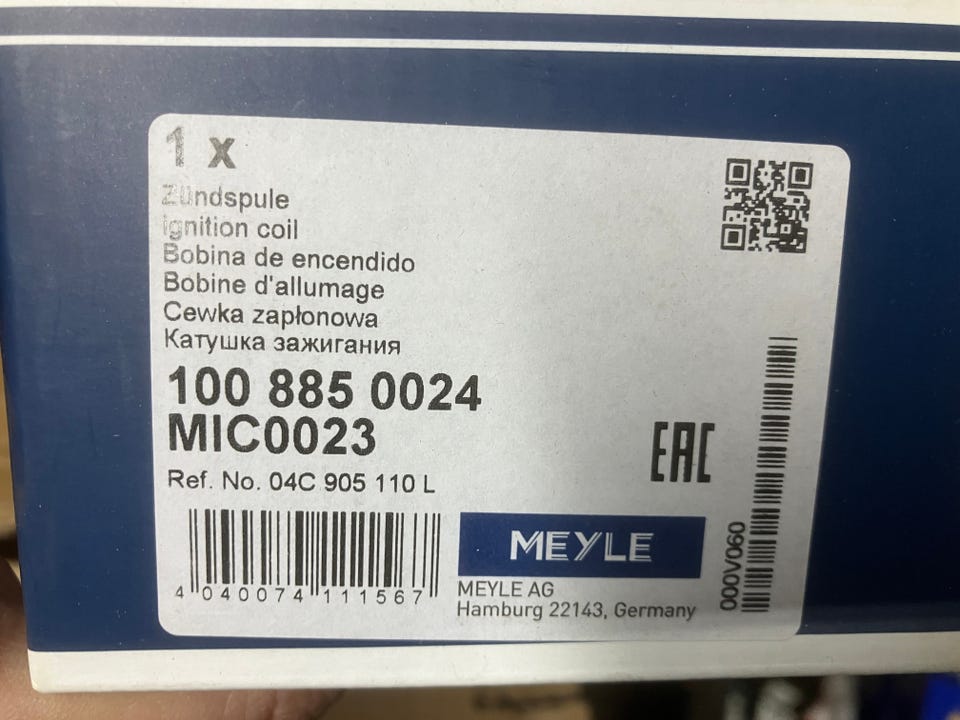 1 x
Zündspule
Ignition coil
Bobina de encendido
Bobine d'allumage
Cewka zapłonowa
Катушка зажигания
100 885 0024
MIC0023
Ref. No. 04C 905 110 L
EAC
4 040074 111567
MEYLE
MEYLE AG
Hamburg 22143, Germany
000V060